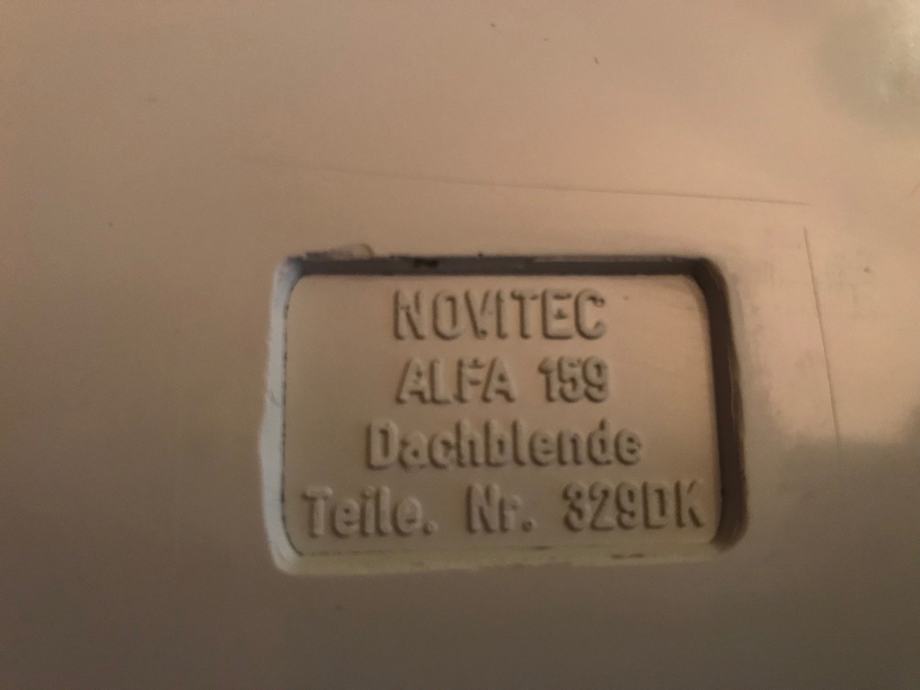 NOVITEC
ALFA 159
Dachblende
Teile. Nr. 329DK